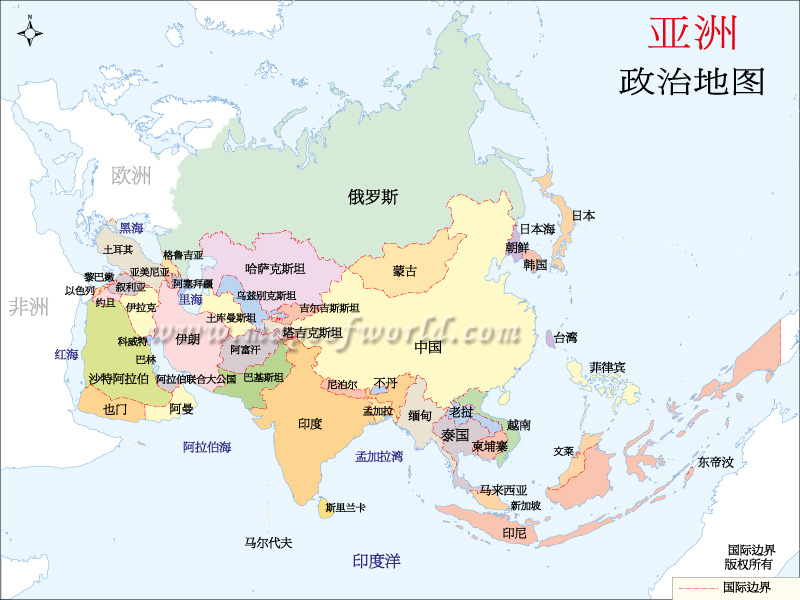 N
亚洲
政治地图
欧洲
俄罗斯
黑海
土耳其
格鲁吉亚
日本
日本海
朝鲜
韩国
黎巴嫩
亚美尼亚
阿塞拜疆
哈萨克斯坦
蒙古
以色列
叙利亚
里海
乌兹别克斯坦
非洲
约旦
伊拉克
土库曼斯坦
吉尔吉斯斯坦
www.mapsofworld.com
塔吉克斯坦
伊朗
科威特
阿富汗
中国
台湾
红海
巴林
沙特阿拉伯
阿拉伯联合大公国
巴基斯坦
尼泊尔
不丹
菲律宾
也门
阿曼
孟加拉
缅甸
老挝
印度
泰国
越南
柬埔寨
阿拉伯海
孟加拉湾
文菜
东帝汶
马来西亚
斯里兰卡
新加坡
印尼
马尔代夫
印度洋
国际边界
版权所有
国际边界